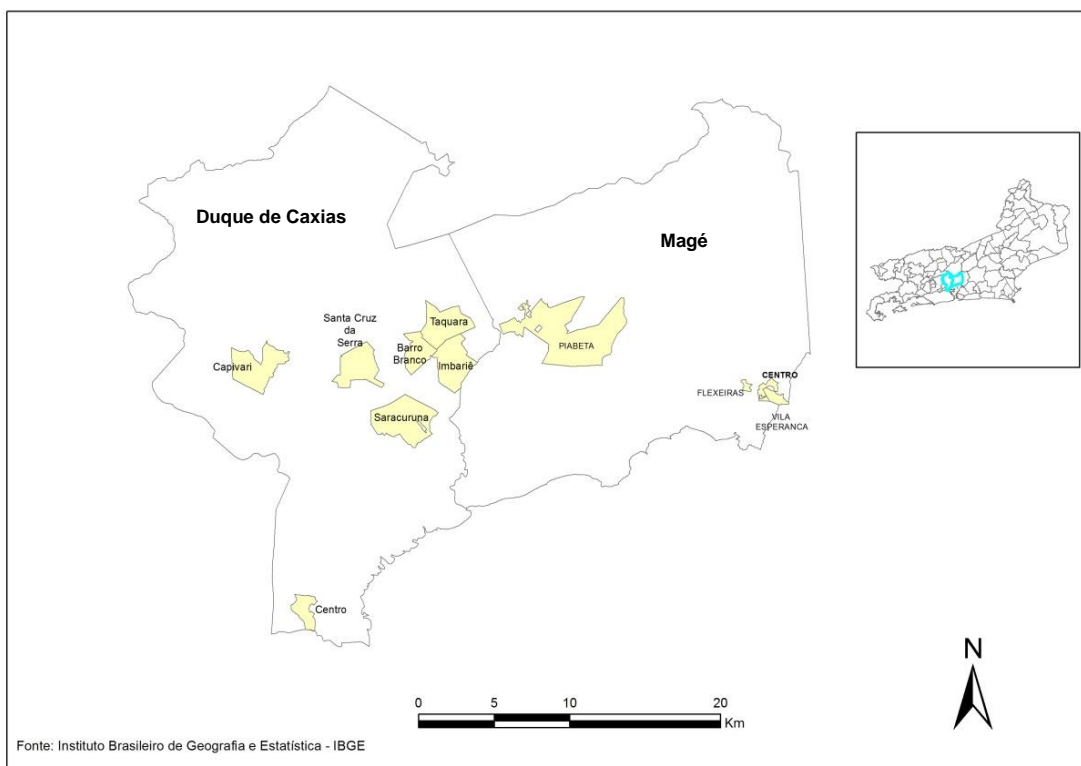 Duque de Caxias
Magé
Santa Cruz
da
Serra
Taquara
Barro
Branco
Imbariê
Capivari
Saracuruna
PIABETA
CENTRO
FLEXEIRAS
VILA
ESPERANCA
Centro
N
0 5 10 20
Km
Fonte: Instituto Brasileiro de Geografia e Estatística - IBGE